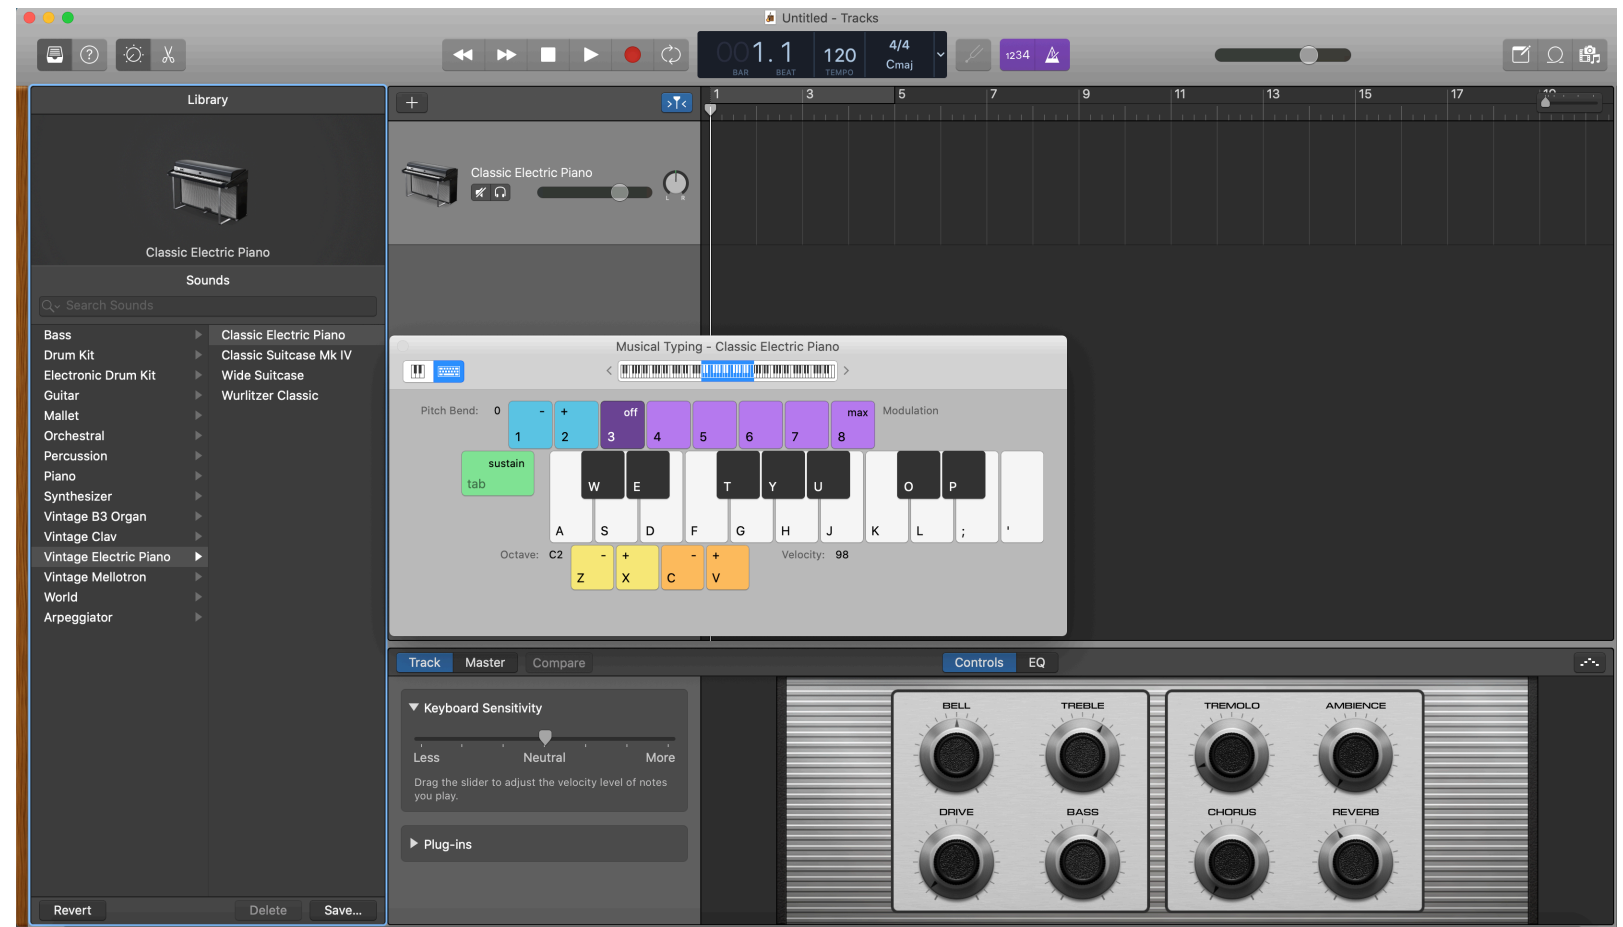 Untitled - Tracks
001.1 120 4/4 Cmaj 1234
BAR BEAT TEMPO
Library
Classic Electric Piano
Sounds
Search Sounds
Bass
Drum Kit
Electronic Drum Kit
Guitar
Mallet
Orchestral
Percussion
Piano
Synthesizer
Vintage B3 Organ
Vintage Clav
Vintage Electric Piano
Vintage Mellotron
World
Arpeggiator
Classic Electric Piano
Classic Suitcase Mk IV
Wide Suitcase
Wurlitzer Classic
Revert Delete Save...
1 3 5 7 9 11 13 15 17
Classic Electric Piano
L R
Musical Typing - Classic Electric Piano
Pitch Bend: 0 - + off max Modulation
1 2 3 4 5 6 7 8
sustain
tab
W E T Y U O P
A S D F G H J K L ; '
Octave: C2 - + - + Velocity: 98
Z X C V
Track Master Compare Controls EQ
Keyboard Sensitivity
Less Neutral More
Drag the slider to adjust the velocity level of notes
you play.
Plug-ins
BELL TREBLE TREMOLO AMBIENCE
DRIVE BASS CHORUS REVERB